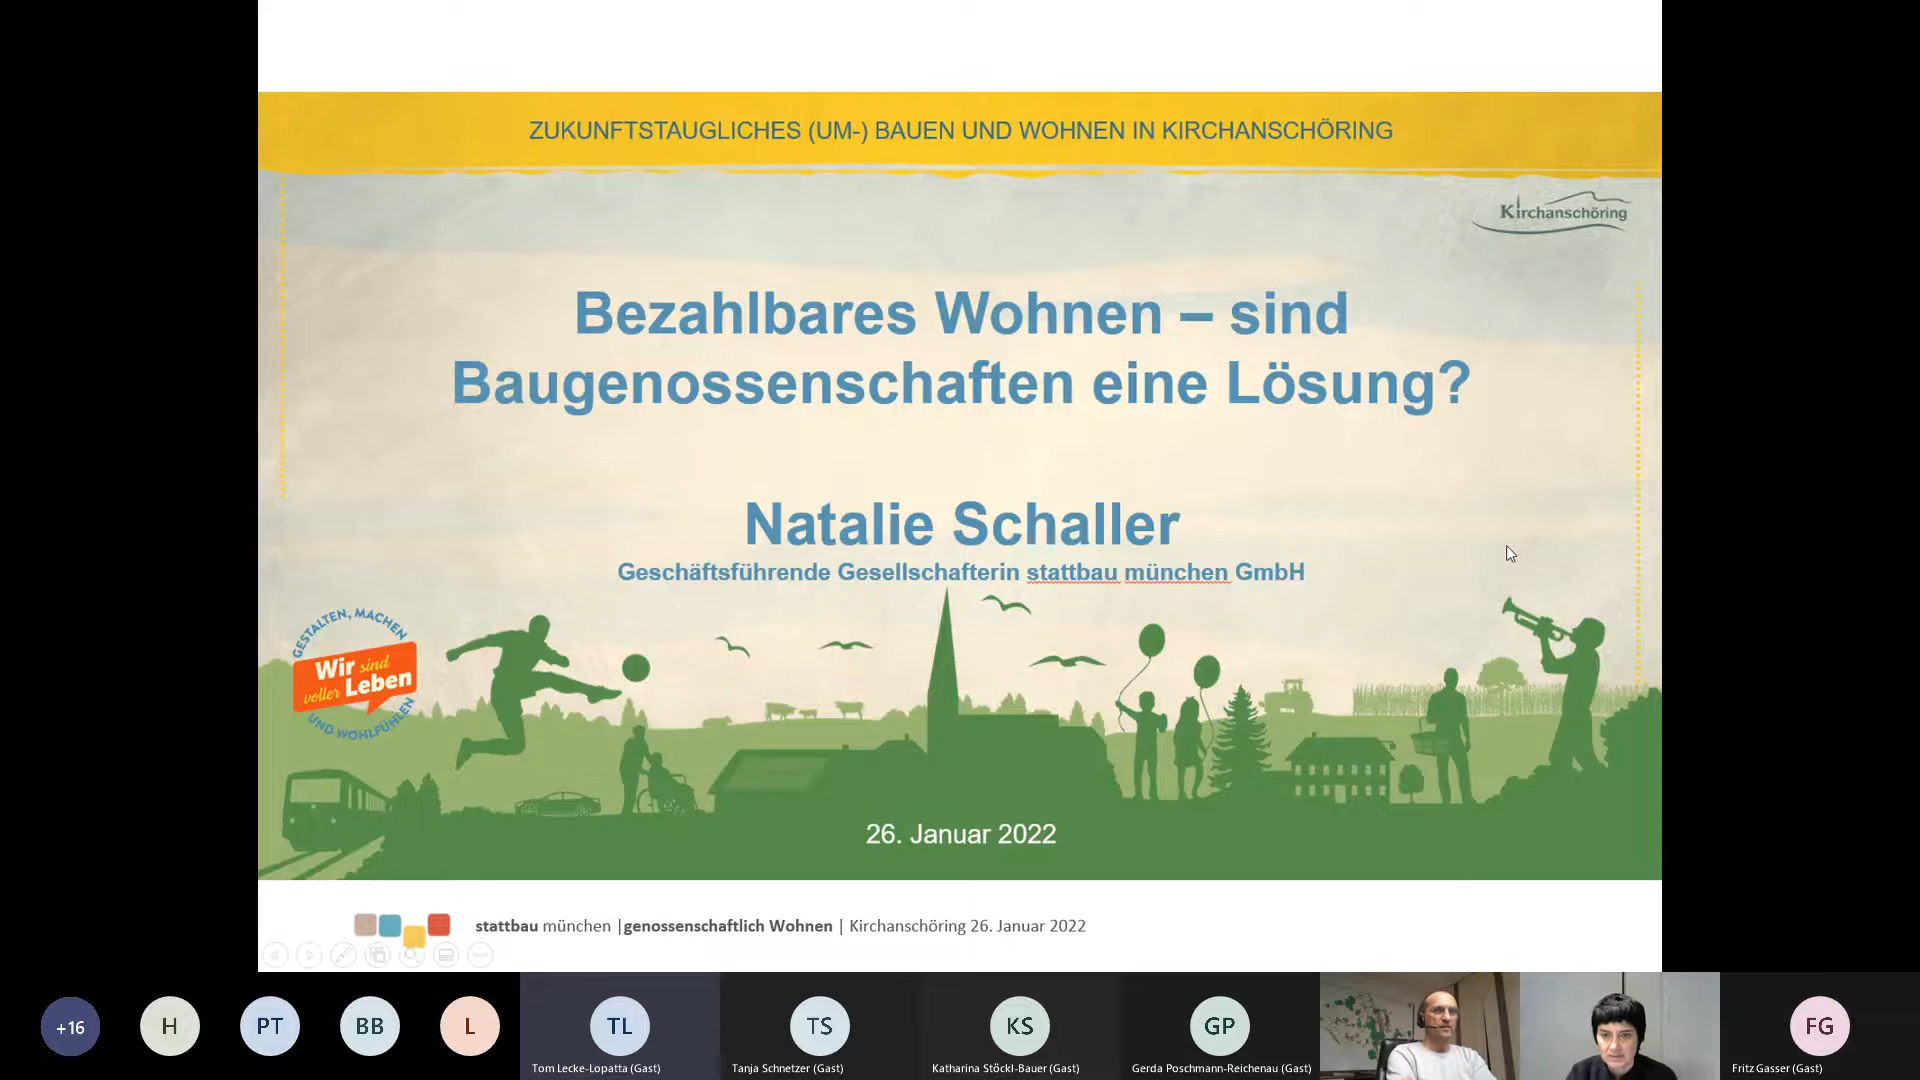 ZUKUNFTSTAUGLICHES (UM-) BAUEN UND WOHNEN IN KIRCHANSCHÖRING
Kirchanschöring
Bezahlbares Wohnen – sind
Baugenossenschaften eine Lösung?
Natalie Schaller
Geschäftsführende Gesellschafterin stattbau münchen GmbH
GESTALTEN, MACHEN
Wir sind
voller Leben
UND WOHLFÜHLEN
26. Januar 2022
stattbau münchen |genossenschaftlich Wohnen | Kirchanschöring 26. Januar 2022
+16
H
PT
BB
L
TL
TS
KS
GP
FG
Tom Lecke-Lopatta (Gast)
Tanja Schnetzer (Gast)
Katharina Stöckl-Bauer (Gast)
Gerda Poschmann-Reichenau (Gast)
Fritz Gasser (Gast)